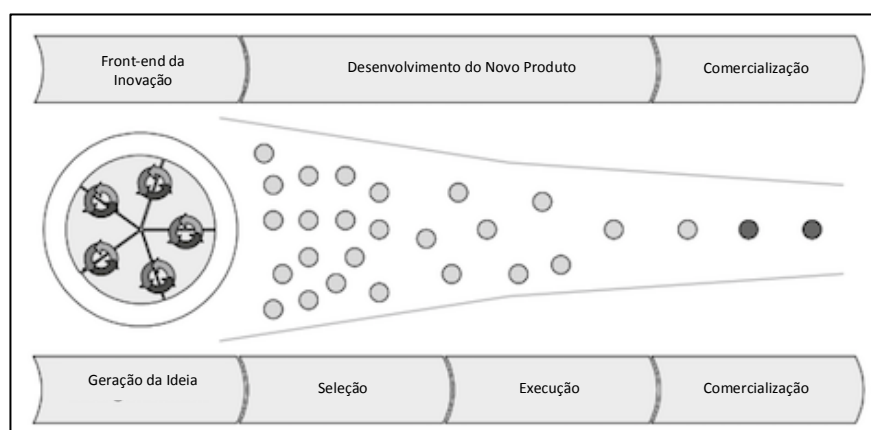 Front-end da
Inovação
Desenvolvimento do Novo Produto
Comercialização
Geração da Ideia
Seleção
Execução
Comercialização